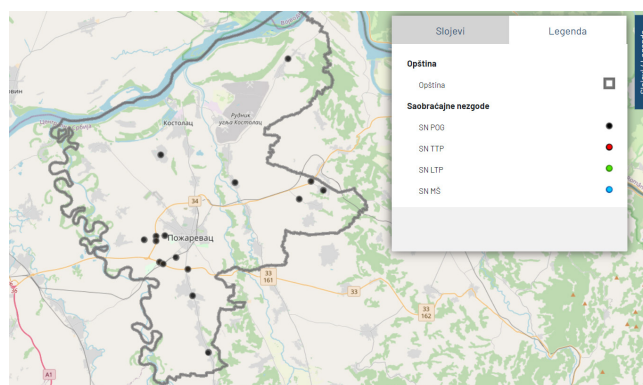 Slojevi
Legenda
Opština
Opština
Saobraćajne nezgode
SN POG
SN TTP
SN LTP
SN MŠ
Рудник
угља Костолац
Костолац
34
Пожаревац
33
161
33
33
162
A1